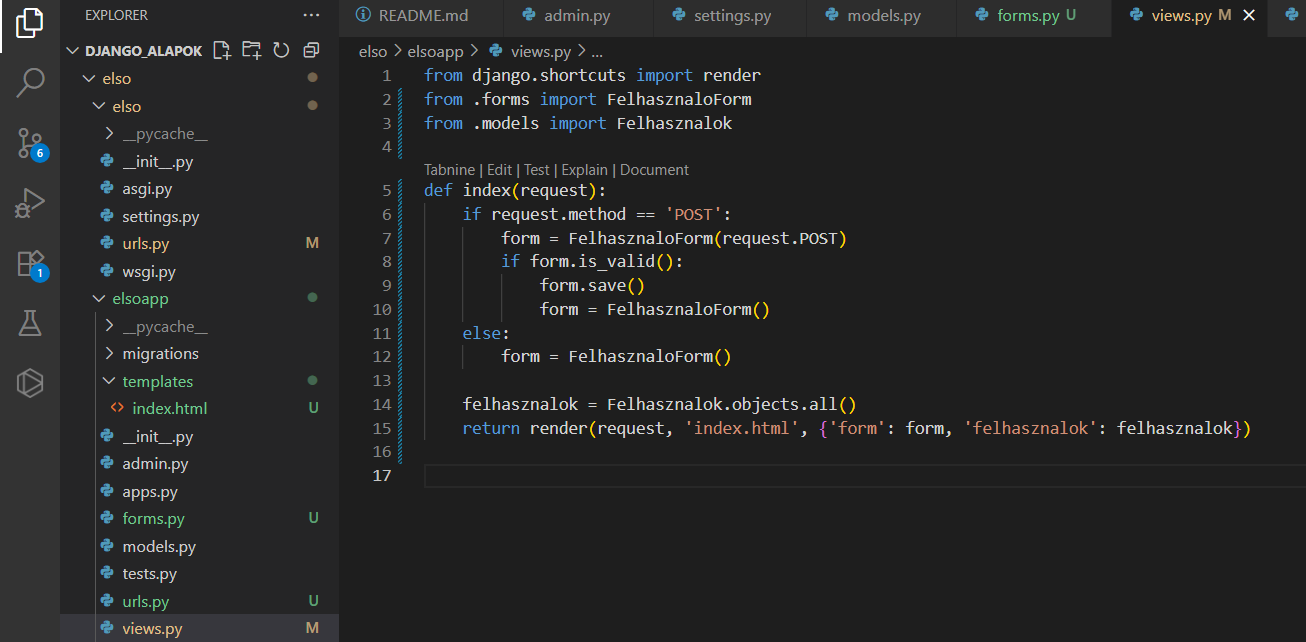 EXPLORER ...
DJANGO_ALAPOK
elso
elso
__pycache__
__init__.py
asgi.py
settings.py
urls.py M
wsgi.py
elsoapp
__pycache__
migrations
templates
<> index.html U
__init__.py
admin.py
apps.py
forms.py U
models.py
tests.py
urls.py U
views.py M
6
1
README.md admin.py settings.py models.py forms.py U views.py M
elso > elsoapp > views.py > ...
1 from django.shortcuts import render
2 from .forms import FelhasznaloForm
3 from .models import Felhasznalok
4
Tabnine | Edit | Test | Explain | Document
5 def index(request):
6     if request.method == 'POST':
7         form = FelhasznaloForm(request.POST)
8         if form.is_valid():
9             form.save()
10             form = FelhasznaloForm()
11     else:
12         form = FelhasznaloForm()
13
14     felhasznalok = Felhasznalok.objects.all()
15     return render(request, 'index.html', {'form': form, 'felhasznalok': felhasznalok})
16
17